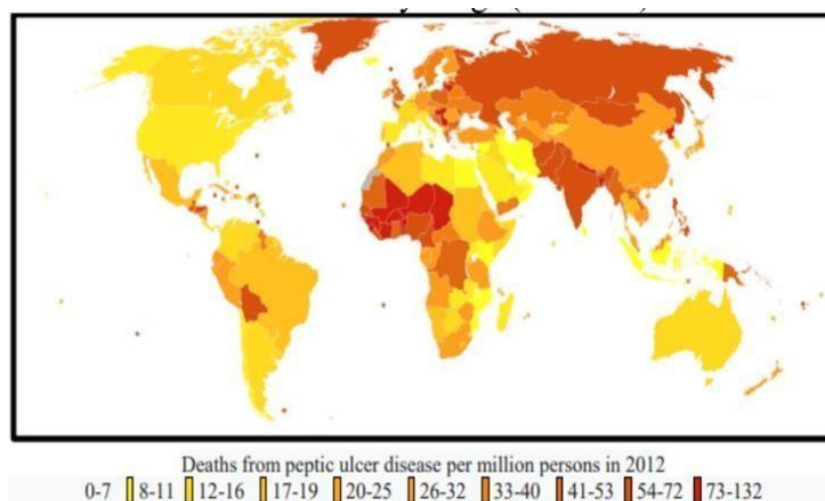 Deaths from peptic ulcer disease per million persons in 2012
0-7 8-11 12-16 17-19 20-25 26-32 33-40 41-53 54-72 73-132